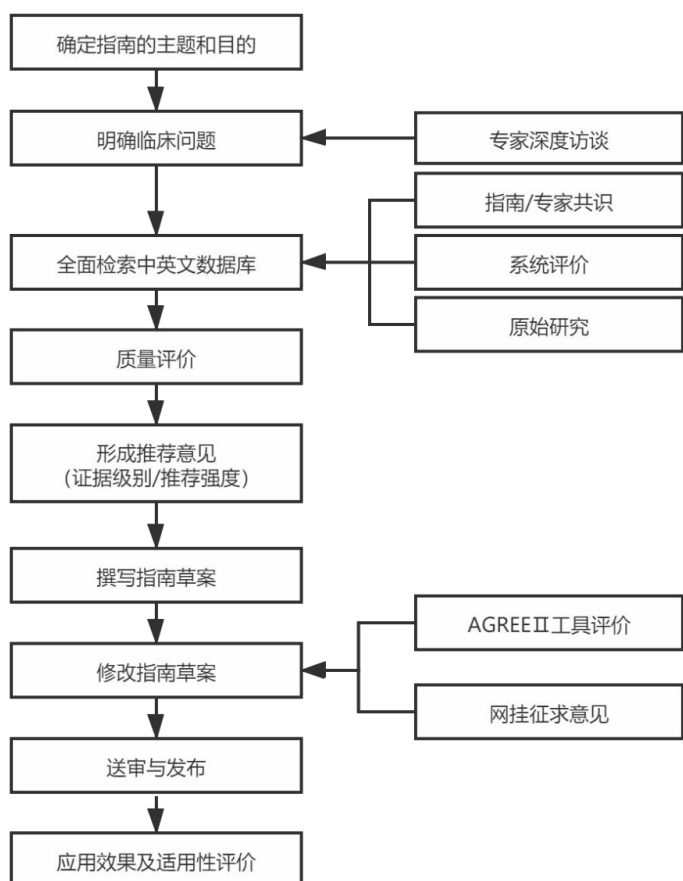 确定指南的主题和目的
明确临床问题
专家深度访谈
指南/专家共识
全面检索中英文数据库
系统评价
原始研究
质量评价
形成推荐意见
（证据级别/推荐强度）
撰写指南草案
AGREEⅡ工具评价
修改指南草案
网挂征求意见
送审与发布
应用效果及适用性评价